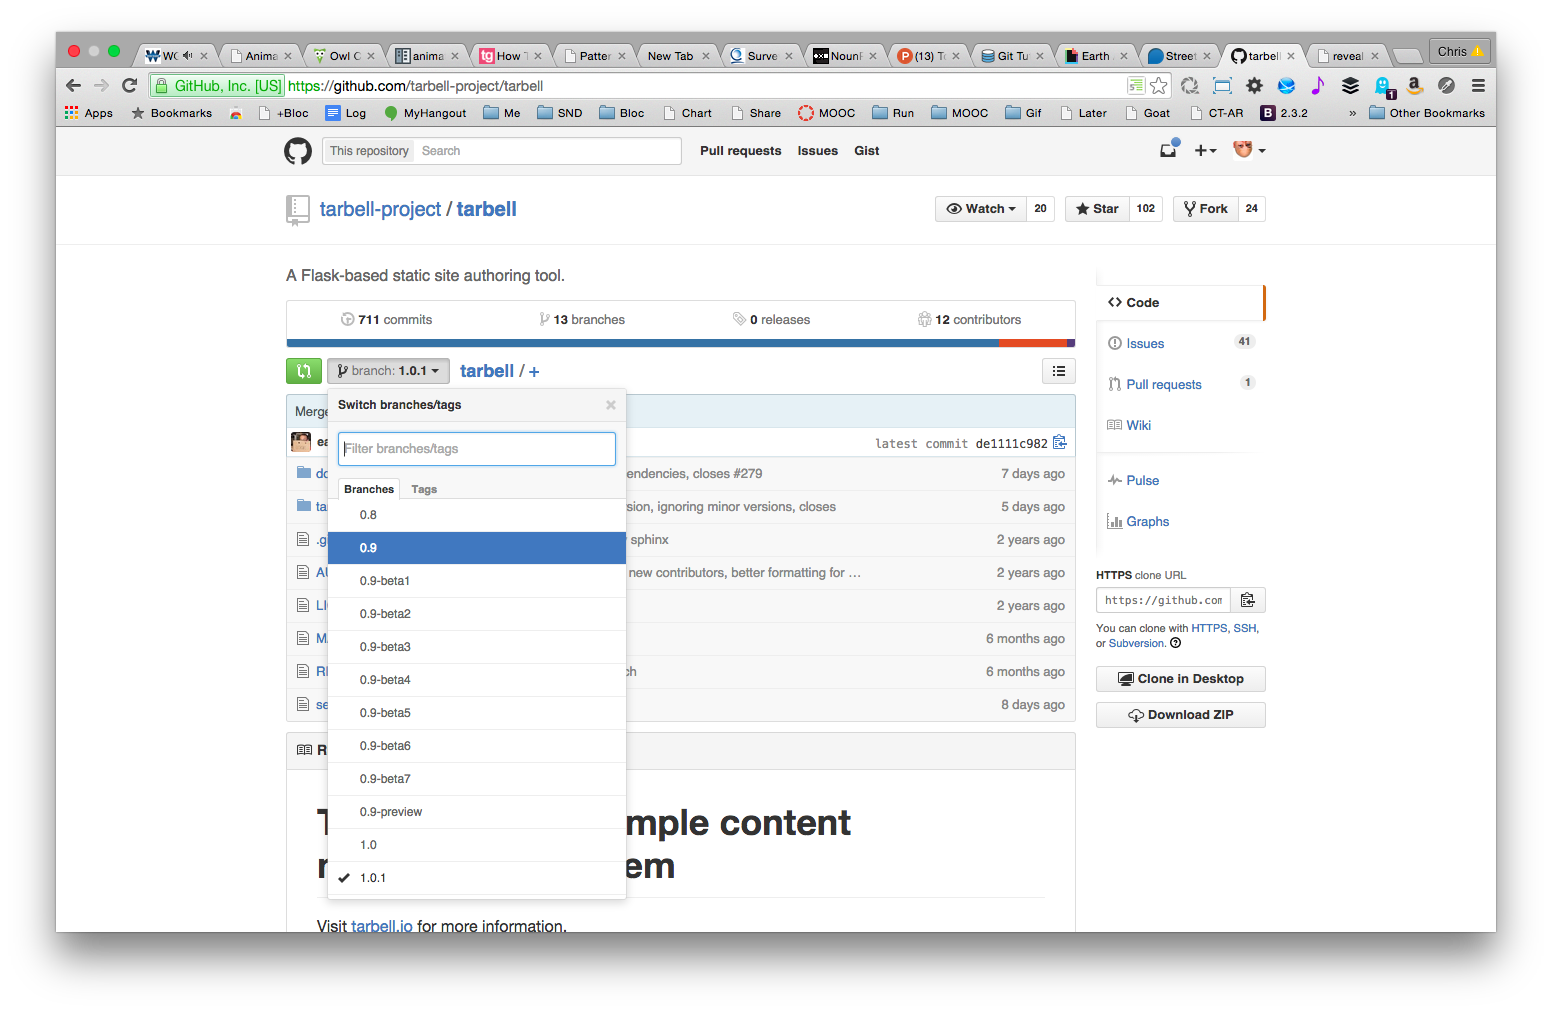 WC
Anima
Owl C
anima
How T
Patter
New Tab
Surve
NounP
(13) To
Git Tu
Earth
Street
tarbell
reveal
Chris
GitHub, Inc. [US] https://github.com/tarbell-project/tarbell
Apps Bookmarks +Bloc Log MyHangout Me SND Bloc Chart Share MOOC Run MOOC Gif Later Goat CT-AR B 2.3.2 » Other Bookmarks
This repository Search Pull requests Issues Gist
tarbell-project / tarbell
Watch 20 Star 102 Fork 24
A Flask-based static site authoring tool.
711 commits 13 branches 0 releases 12 contributors
branch: 1.0.1 tarbell / +
Switch branches/tags
Filter branches/tags
Branches Tags
0.8
0.9
0.9-beta1
0.9-beta2
0.9-beta3
0.9-beta4
0.9-beta5
0.9-beta6
0.9-beta7
0.9-preview
1.0
1.0.1
Merge
ea latest commit de1111c982
do endencies, closes #279 7 days ago
ta sion, ignoring minor versions, closes 5 days ago
.g sphinx 2 years ago
AU new contributors, better formatting for … 2 years ago
LI 2 years ago
M 6 months ago
RE ch 6 months ago
se 8 days ago
R
T mple content
em
Visit tarbell.io for more information.
Code
Issues 41
Pull requests 1
Wiki
Pulse
Graphs
HTTPS clone URL
https://github.com
You can clone with HTTPS, SSH,
or Subversion.
Clone in Desktop
Download ZIP